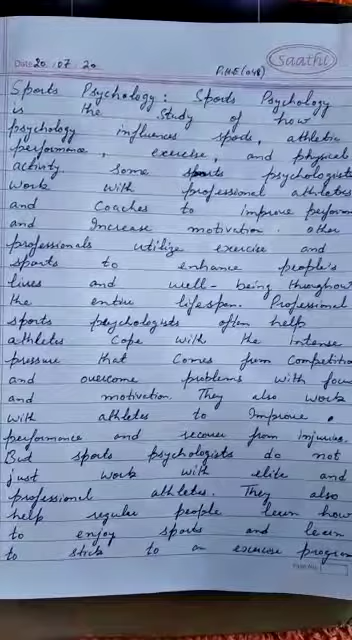 Saathi
Date 20 / 07 / 20
P.H.E (048)
Sports Psychology : Sports Psychology
is the study of how
psychology influences spots, athletic
performance, exercise, and physical
activity some sports psychologists
work with professional athletes
and Coaches to improve perform
and Increase motivation. other
professionals utilize exercise and
sports to enhance people's
lives and well-being throughou
the entire lifespan. Professional
sports psychologists often help
athletes cope with the intense
pressure that comes from Competitio
and overcome problems with focu
and motivation. They also work
with athletes to Improve
performance and recover from injuries.
But sports psychologists do not
just work with elite and
professional athletes. They also
help regular people learn how
to enjoy sports and learn
to stick to an exercise program
Page No.